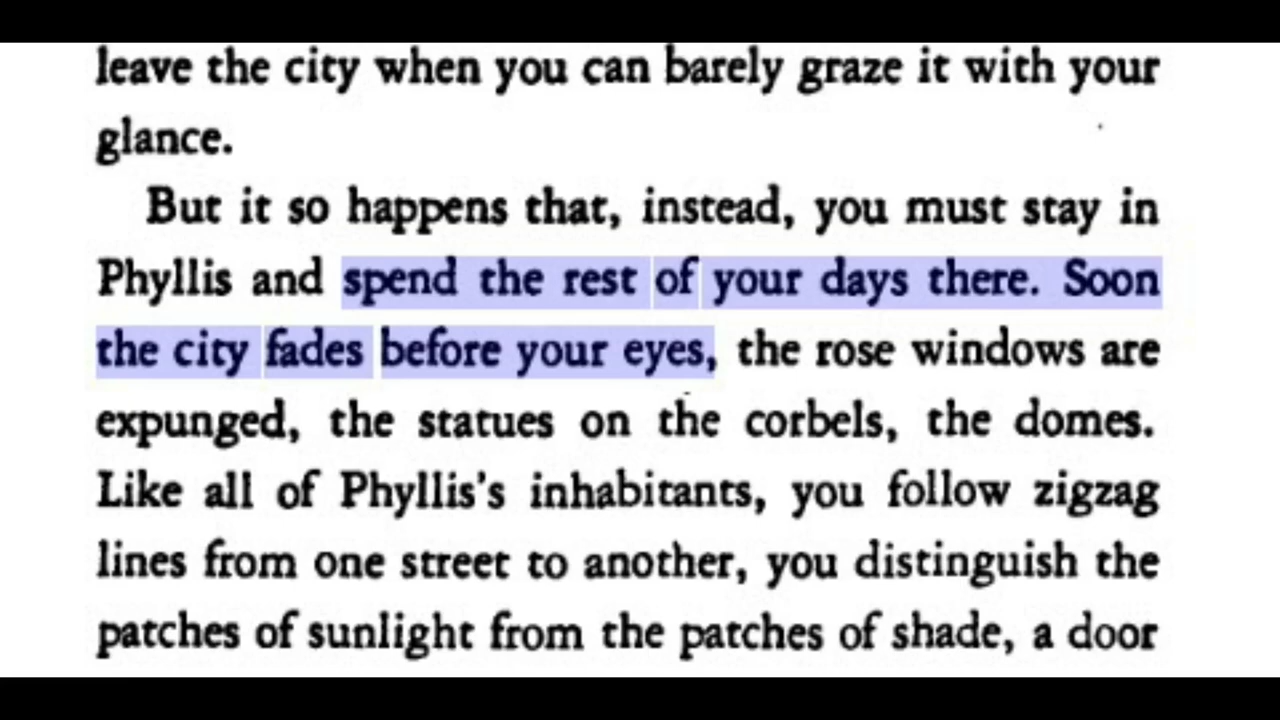 leave the city when you can barely graze it with your
glance.
But it so happens that, instead, you must stay in
Phyllis and spend the rest of your days there. Soon
the city fades before your eyes, the rose windows are
expunged, the statues on the corbels, the domes.
Like all of Phyllis's inhabitants, you follow zigzag
lines from one street to another, you distinguish the
patches of sunlight from the patches of shade, a door